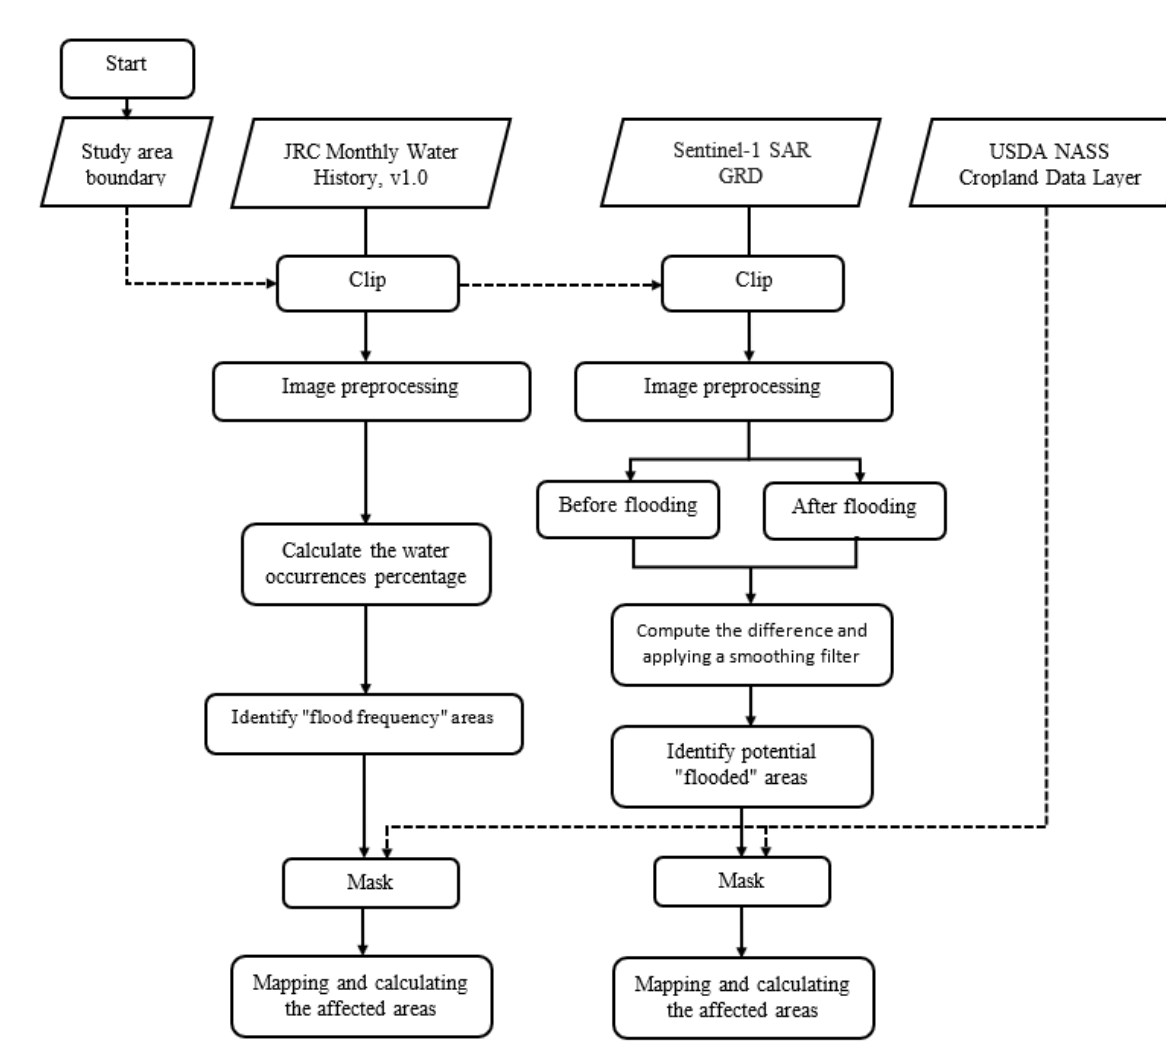 Start
Study area
boundary
JRC Monthly Water
History, v1.0
Sentinel-1 SAR
GRD
USDA NASS
Cropland Data Layer
Clip
Clip
Image preprocessing
Image preprocessing
Before flooding
After flooding
Calculate the water
occurrences percentage
Compute the difference and
applying a smoothing filter
Identify "flood frequency" areas
Identify potential
"flooded" areas
Mask
Mask
Mapping and calculating
the affected areas
Mapping and calculating
the affected areas